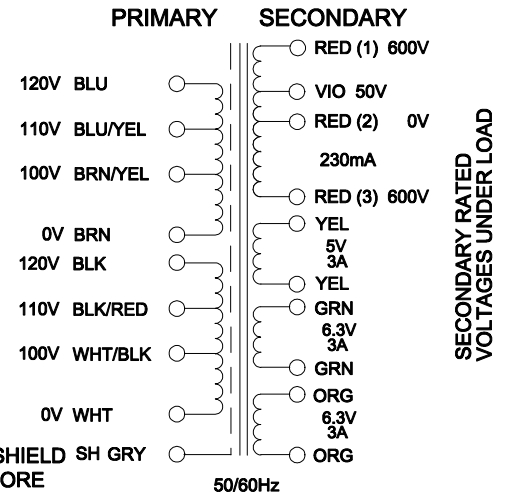 PRIMARY SECONDARY
RED (1) 600V
120V BLU
VIO 50V
110V BLU/YEL
RED (2) 0V
230mA
100V BRN/YEL
RED (3) 600V
YEL
0V BRN
5V
3A
120V BLK
YEL
110V BLK/RED
GRN
6.3V
3A
100V WHT/BLK
GRN
ORG
0V WHT
6.3V
3A
SHIELD SH GRY
ORG
ORE
50/60Hz
SECONDARY RATED
VOLTAGES UNDER LOAD